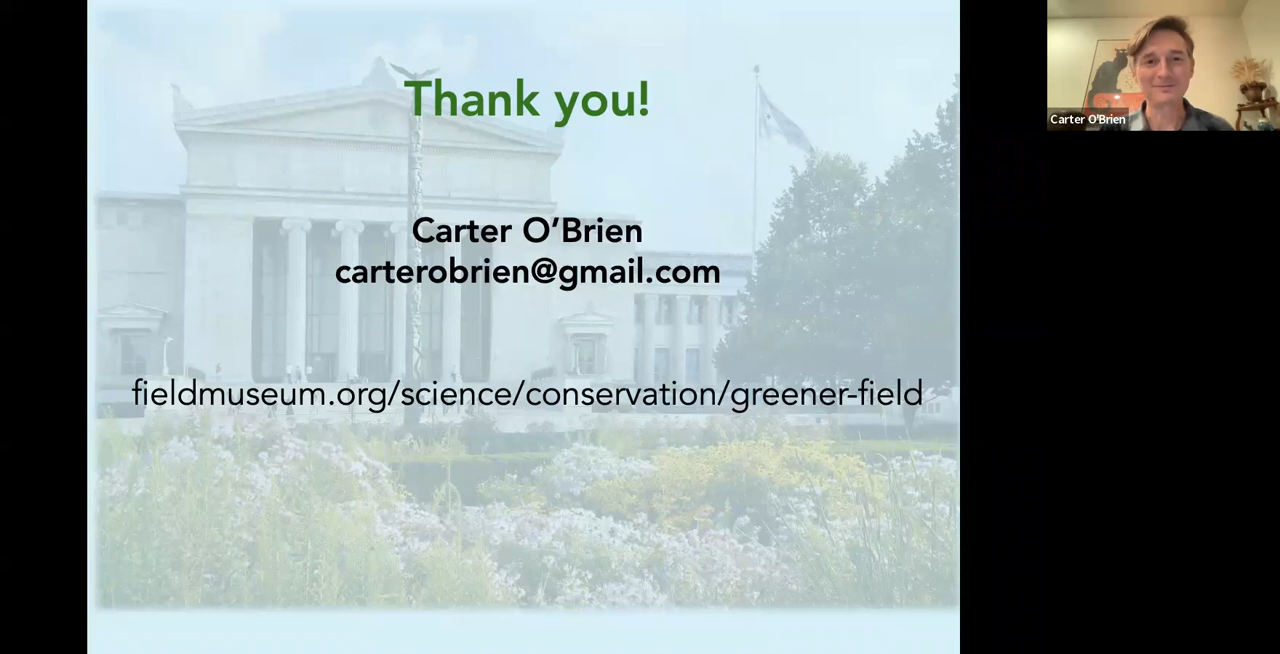 Thank you!
Carter O’Brien
carterobrien@gmail.com
fieldmuseum.org/science/conservation/greener-field
Carter O'Brien